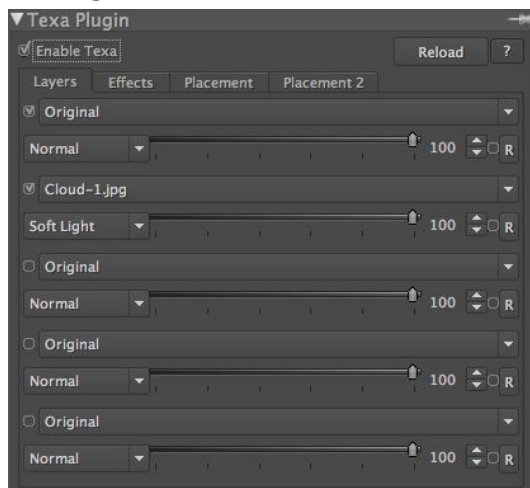 Texa Plugin
Enable Texa Reload ?
Layers Effects Placement Placement 2
Original
Normal 100 R
Cloud-1.jpg
Soft Light 100 R
Original
Normal 100 R
Original
Normal 100 R
Original
Normal 100 R